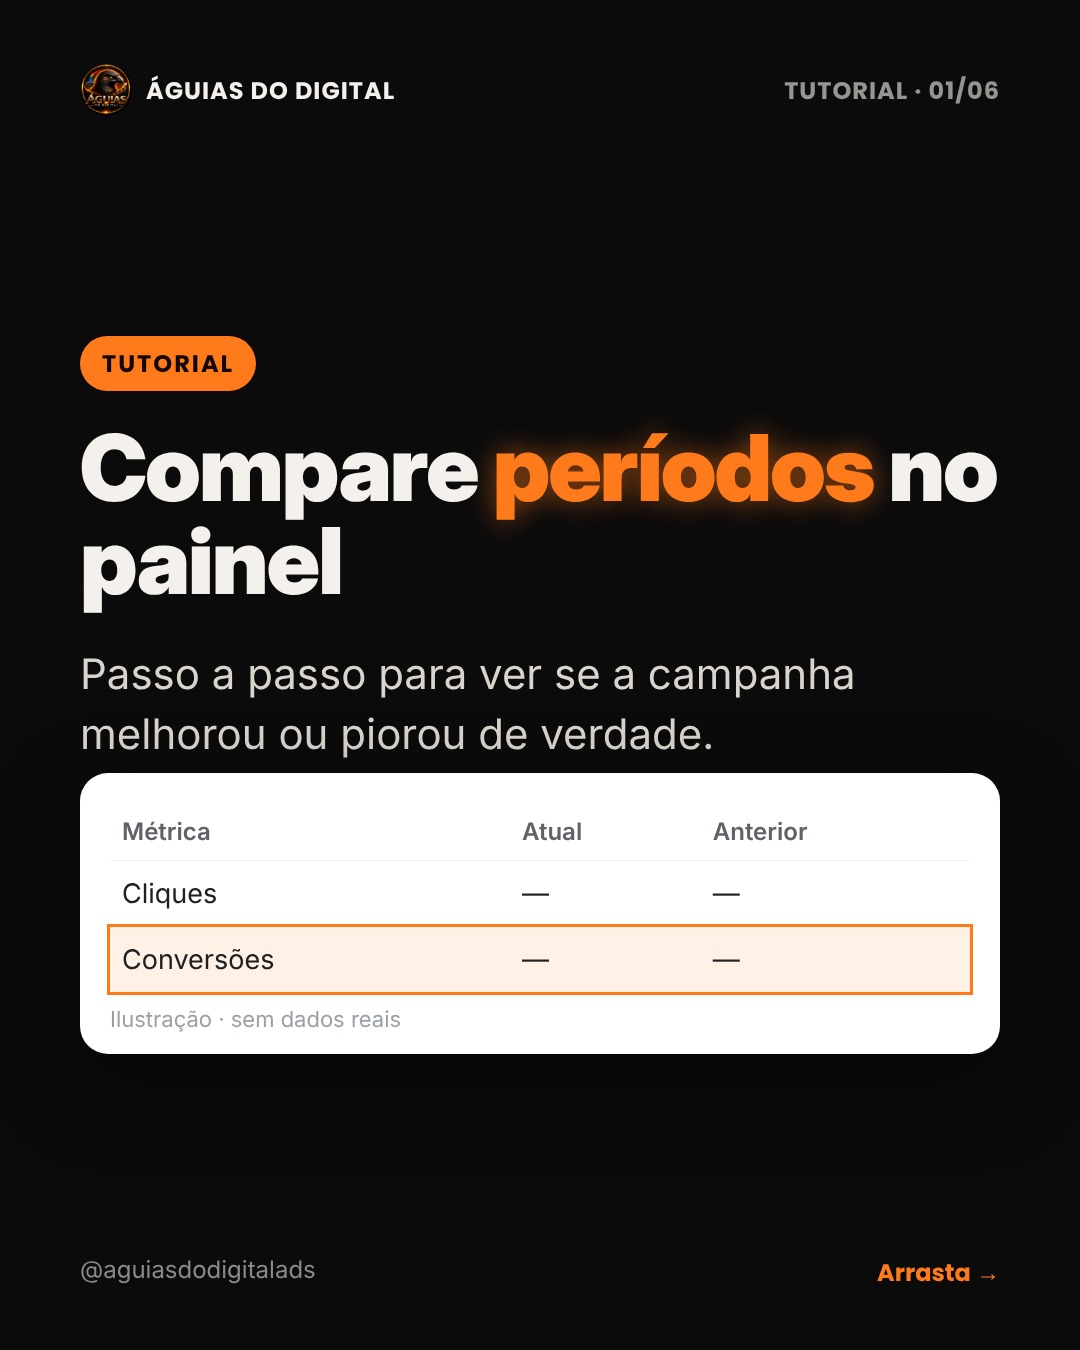 ÁGUIAS
ÁGUIAS DO DIGITAL
TUTORIAL · 01/06
TUTORIAL
Compare períodos no
painel
Passo a passo para ver se a campanha
melhorou ou piorou de verdade.
Métrica Atual Anterior
Cliques — —
Conversões — —
Ilustração · sem dados reais
@aguiasdodigitalads
Arrasta →